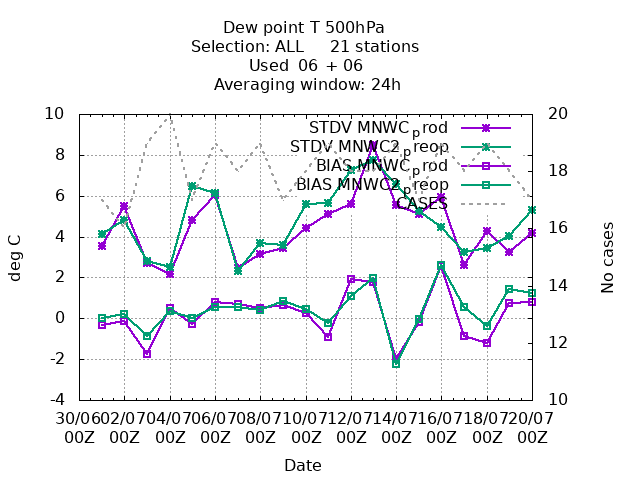 Dew point T 500hPa
Selection: ALL     21 stations
Used  06 + 06
Averaging window: 24h
10
8
6
4
2
0
-2
-4
deg C
20
18
16
14
12
10
No cases
STDV MNWC_prod
STDV MNWC2_preop
BIAS MNWC_prod
BIAS MNWC2_preop
CASES
30/06 02/07 04/07 06/07 08/07 10/07 12/07 14/07 16/07 18/07 20/07
00Z 00Z 00Z 00Z 00Z 00Z 00Z 00Z 00Z 00Z 00Z
Date